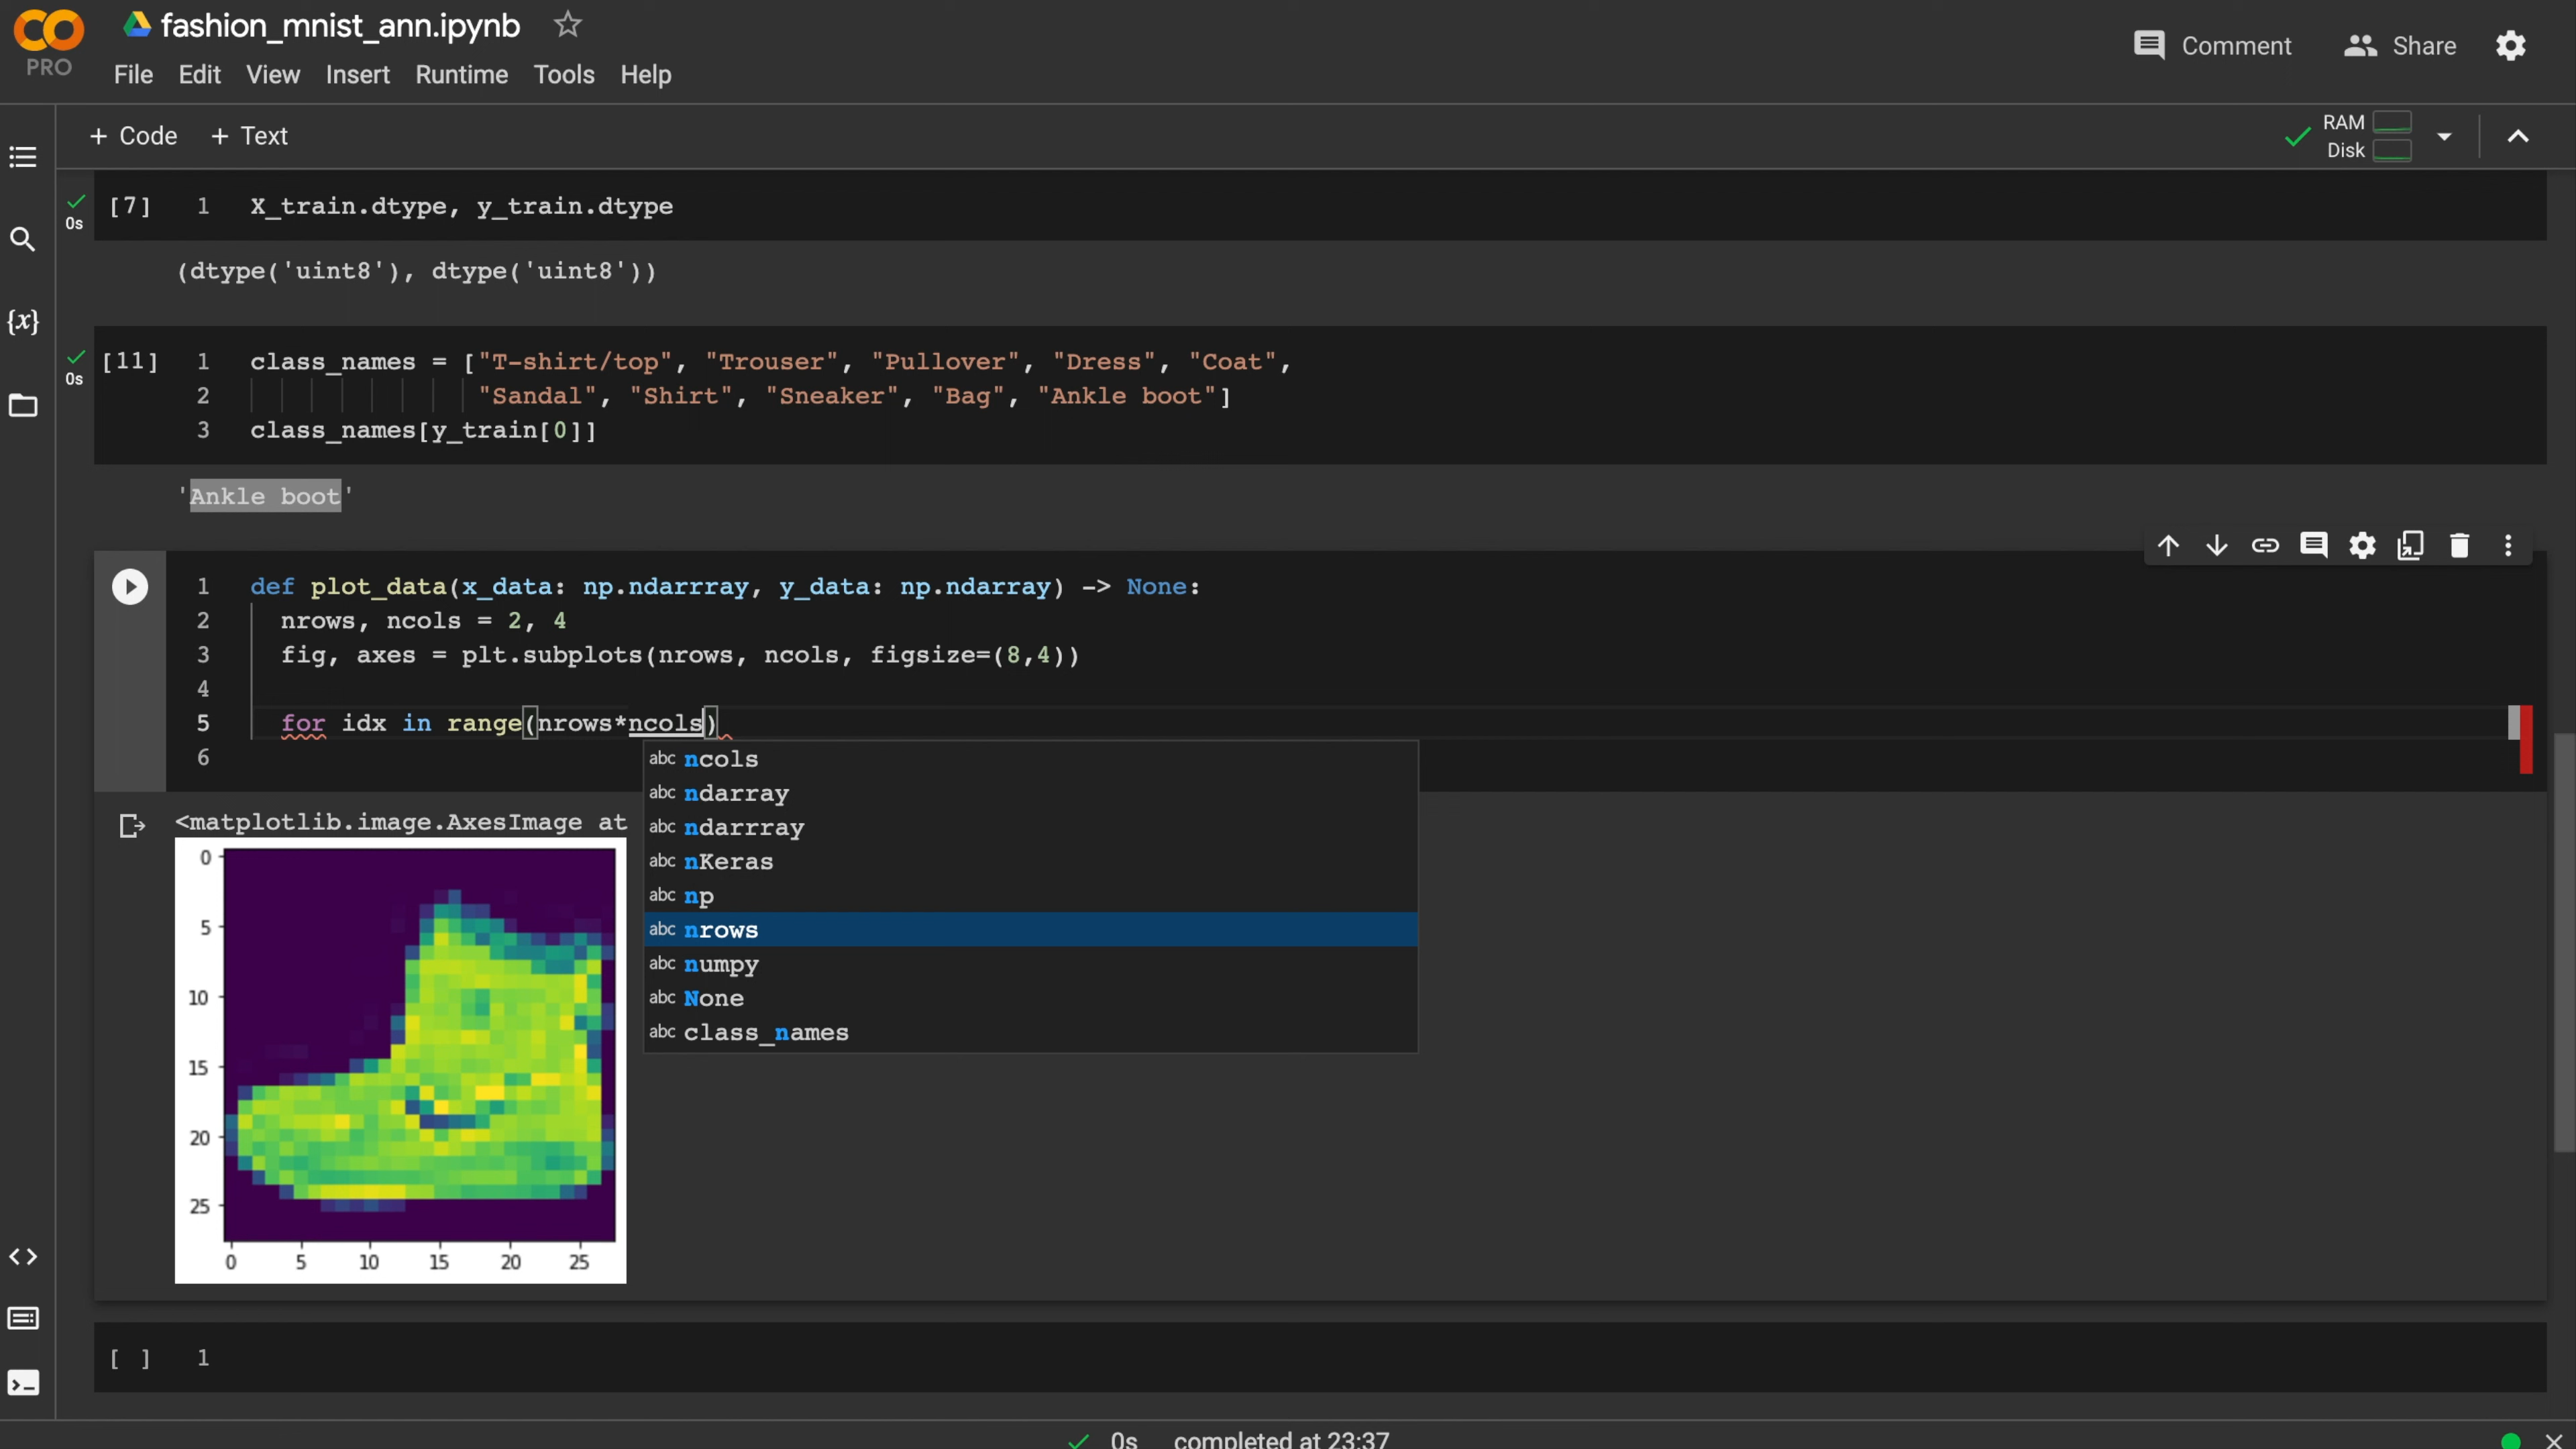 fashion_mnist_ann.ipynb
PRO
File Edit View Insert Runtime Tools Help
Comment Share
+ Code + Text
RAM
Disk
0s
[7] 1 X_train.dtype, y_train.dtype
(dtype('uint8'), dtype('uint8'))
0s
[11] 1 class_names = ["T-shirt/top", "Trouser", "Pullover", "Dress", "Coat",
2 "Sandal", "Shirt", "Sneaker", "Bag", "Ankle boot"]
3 class_names[y_train[0]]
'Ankle boot'
1 def plot_data(x_data: np.ndarrray, y_data: np.ndarray) -> None:
2 nrows, ncols = 2, 4
3 fig, axes = plt.subplots(nrows, ncols, figsize=(8,4))
4
5 for idx in range(nrows*ncols)
6
abc ncols
abc ndarray
abc ndarrray
abc nKeras
abc np
abc nrows
abc numpy
abc None
abc class_names
<matplotlib.image.AxesImage at
0
5
10
15
20
25
0 5 10 15 20 25
[ ] 1
0s completed at 23:37